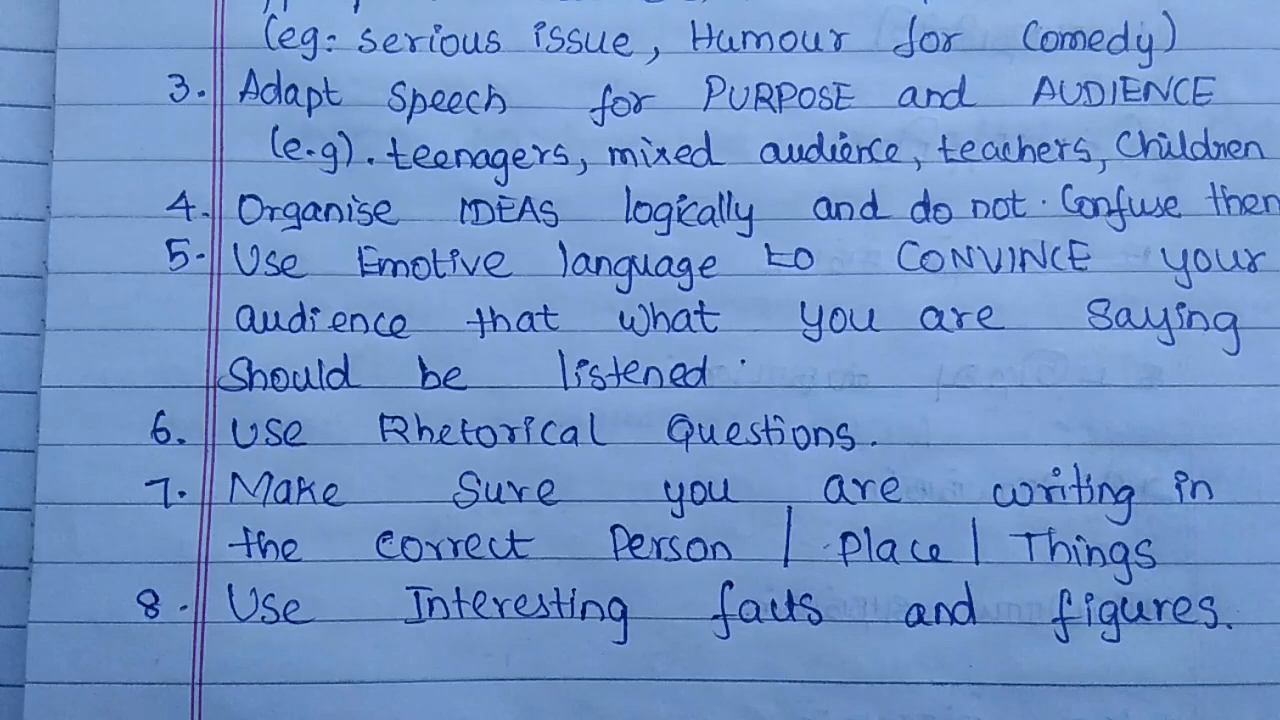 (eg: serious issue, Humour for Comedy)
3. Adapt Speech for PURPOSE and AUDIENCE
(e.g). teenagers, mixed audience, teachers, Children
4. Organise IDEAS logically and do not. Confuse them
5. Use Emotive language to CONVINCE your
audience that what you are saying
should be listened.
6. Use Rhetorical Questions.
7. Make Sure you are writing in
the correct Person | Place | Things
8. Use Interesting facts and figures.